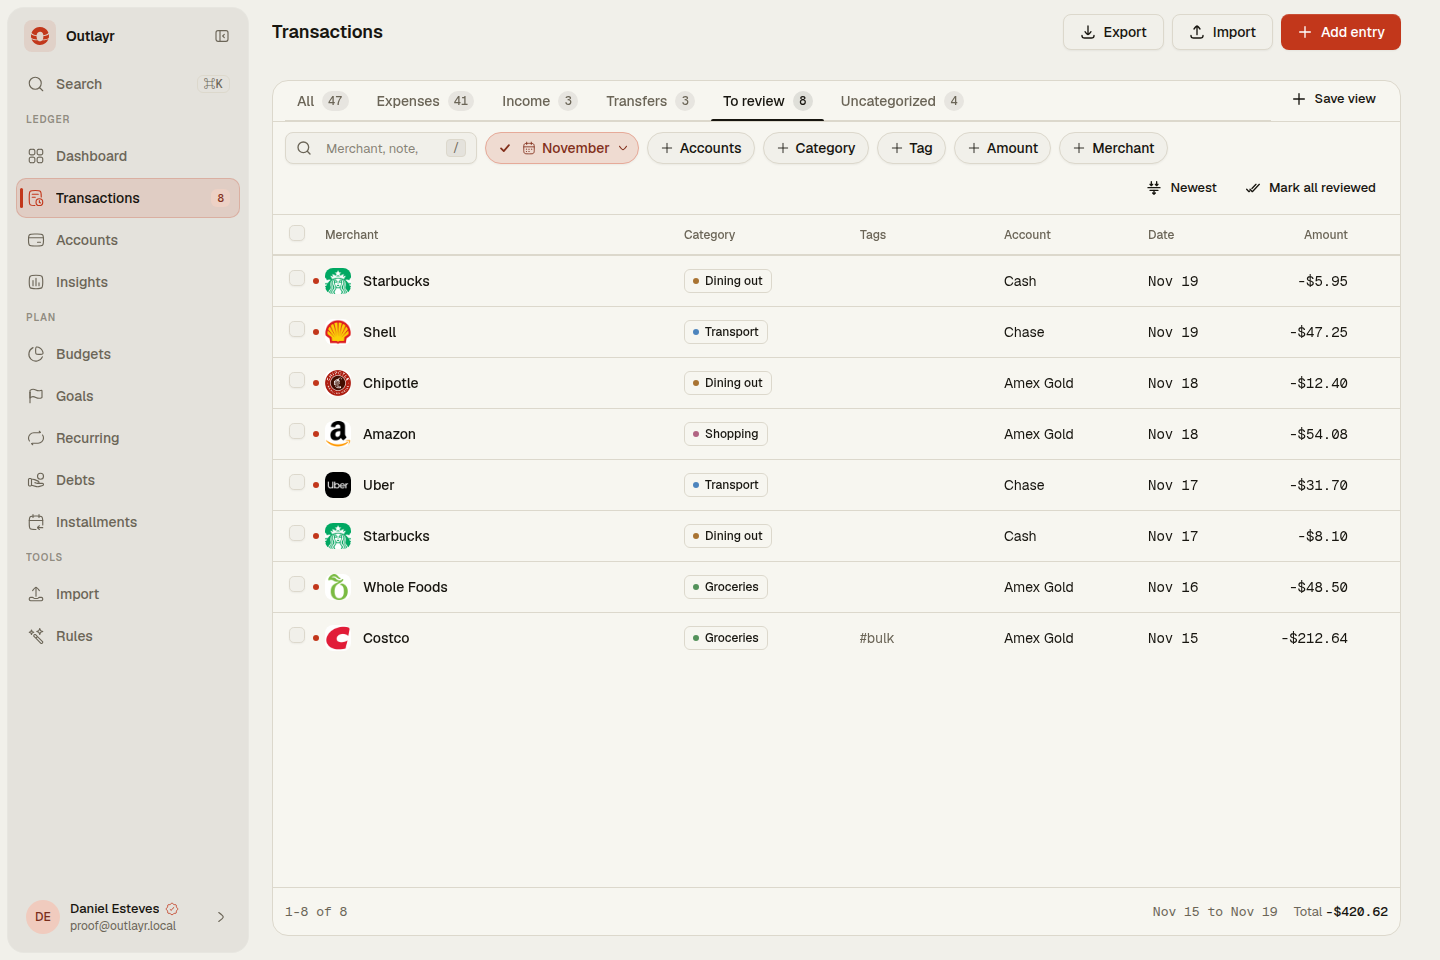 Outlayr
Search ⌘K
LEDGER
Dashboard
Transactions 8
Accounts
Insights
PLAN
Budgets
Goals
Recurring
Debts
Installments
TOOLS
Import
Rules
DE Daniel Esteves
proof@outlayr.local
Transactions
Export Import Add entry
All 47 Expenses 41 Income 3 Transfers 3 To review 8 Uncategorized 4 Save view
Merchant, note, / November Accounts Category Tag Amount Merchant
Newest Mark all reviewed
Merchant Category Tags Account Date Amount
Starbucks Dining out Cash Nov 19 -$5.95
Shell Transport Chase Nov 19 -$47.25
Chipotle Dining out Amex Gold Nov 18 -$12.40
Amazon Shopping Amex Gold Nov 18 -$54.08
Uber Uber Transport Chase Nov 17 -$31.70
Starbucks Dining out Cash Nov 17 -$8.10
Whole Foods Groceries Amex Gold Nov 16 -$48.50
Costco Groceries #bulk Amex Gold Nov 15 -$212.64
1-8 of 8 Nov 15 to Nov 19 Total -$420.62